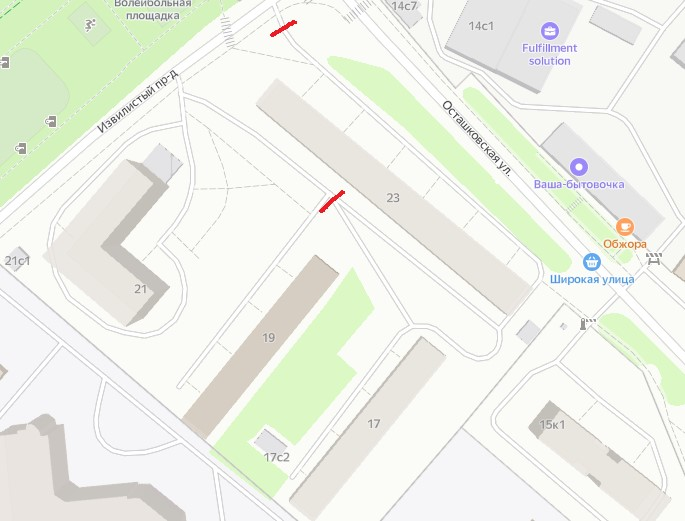 Волейбольная
площадка
14с7
14с1
Fulfillment
solution
Извилистый пр-д
Осташковская ул.
Ваша-бытовочка
23
Обжора
21с1
21
Широкая улица
19
17
15к1
17с2